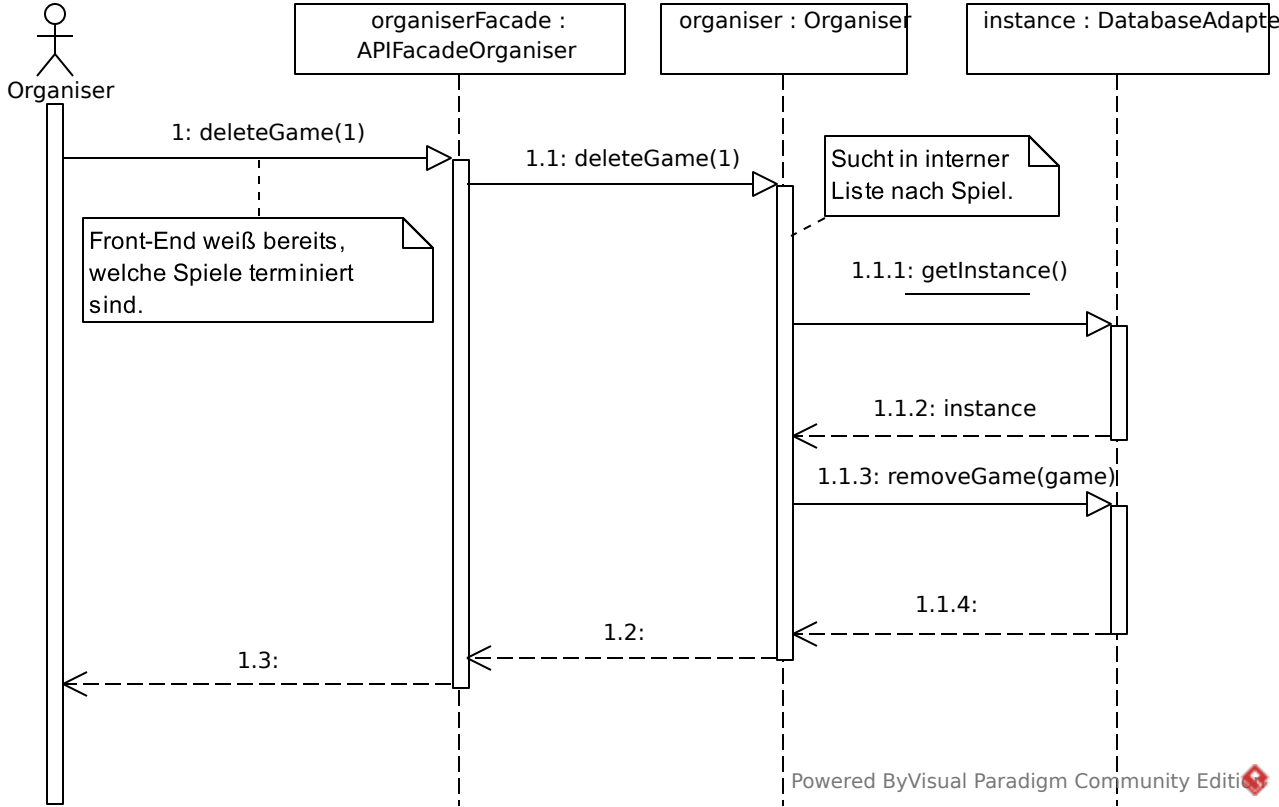 Organiser
organiserFacade :
APIFacadeOrganiser
organiser : Organiser
instance : DatabaseAdapte
1: deleteGame(1)
1.1: deleteGame(1)
Sucht in interner
Liste nach Spiel.
Front-End weiß bereits,
welche Spiele terminiert
sind.
1.1.1: getInstance()
1.1.2: instance
1.1.3: removeGame(game)
1.1.4:
1.2:
1.3:
Powered ByVisual Paradigm Community Edition